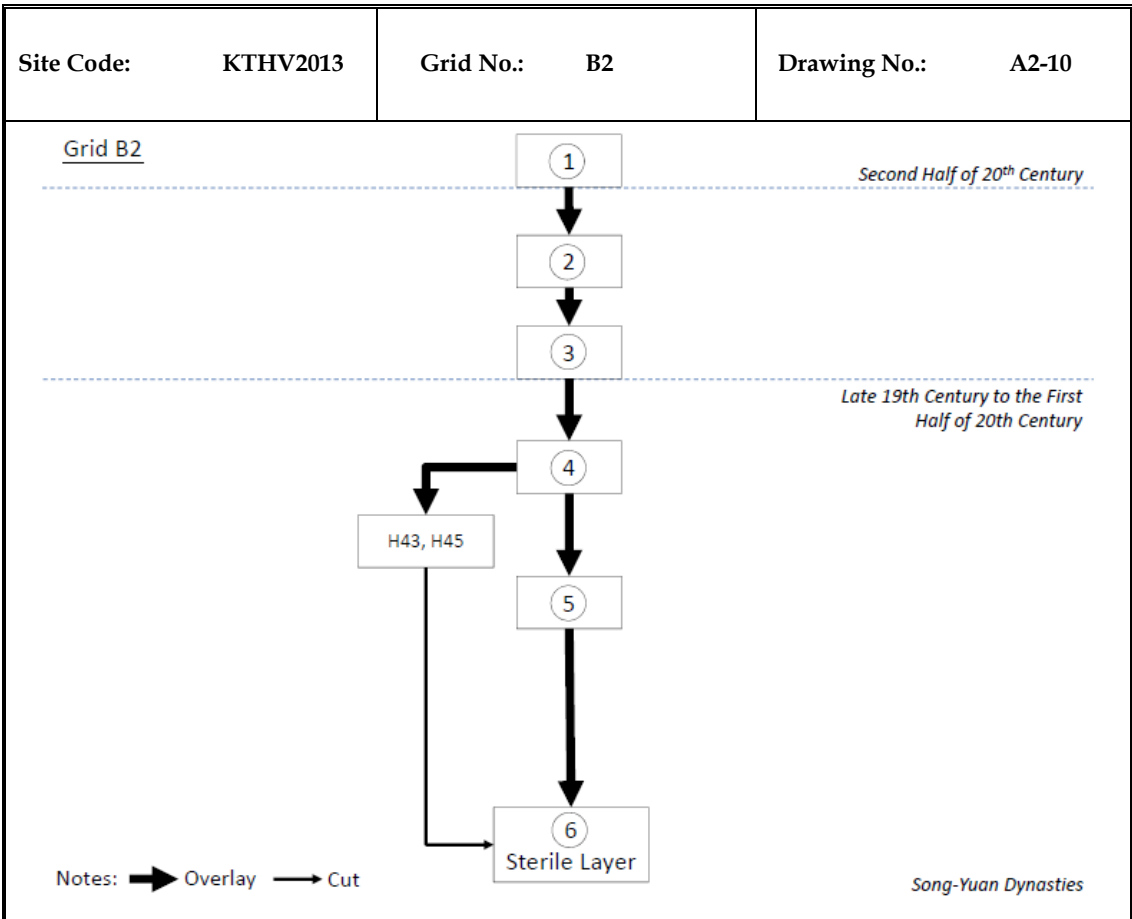 Site Code: KTHV2013 Grid No.: B2 Drawing No.: A2-10
Grid B2
1
Second Half of 20th Century
2
3
Late 19th Century to the First
Half of 20th Century
4
H43, H45
5
6
Sterile Layer
Notes: Overlay Cut
Song-Yuan Dynasties